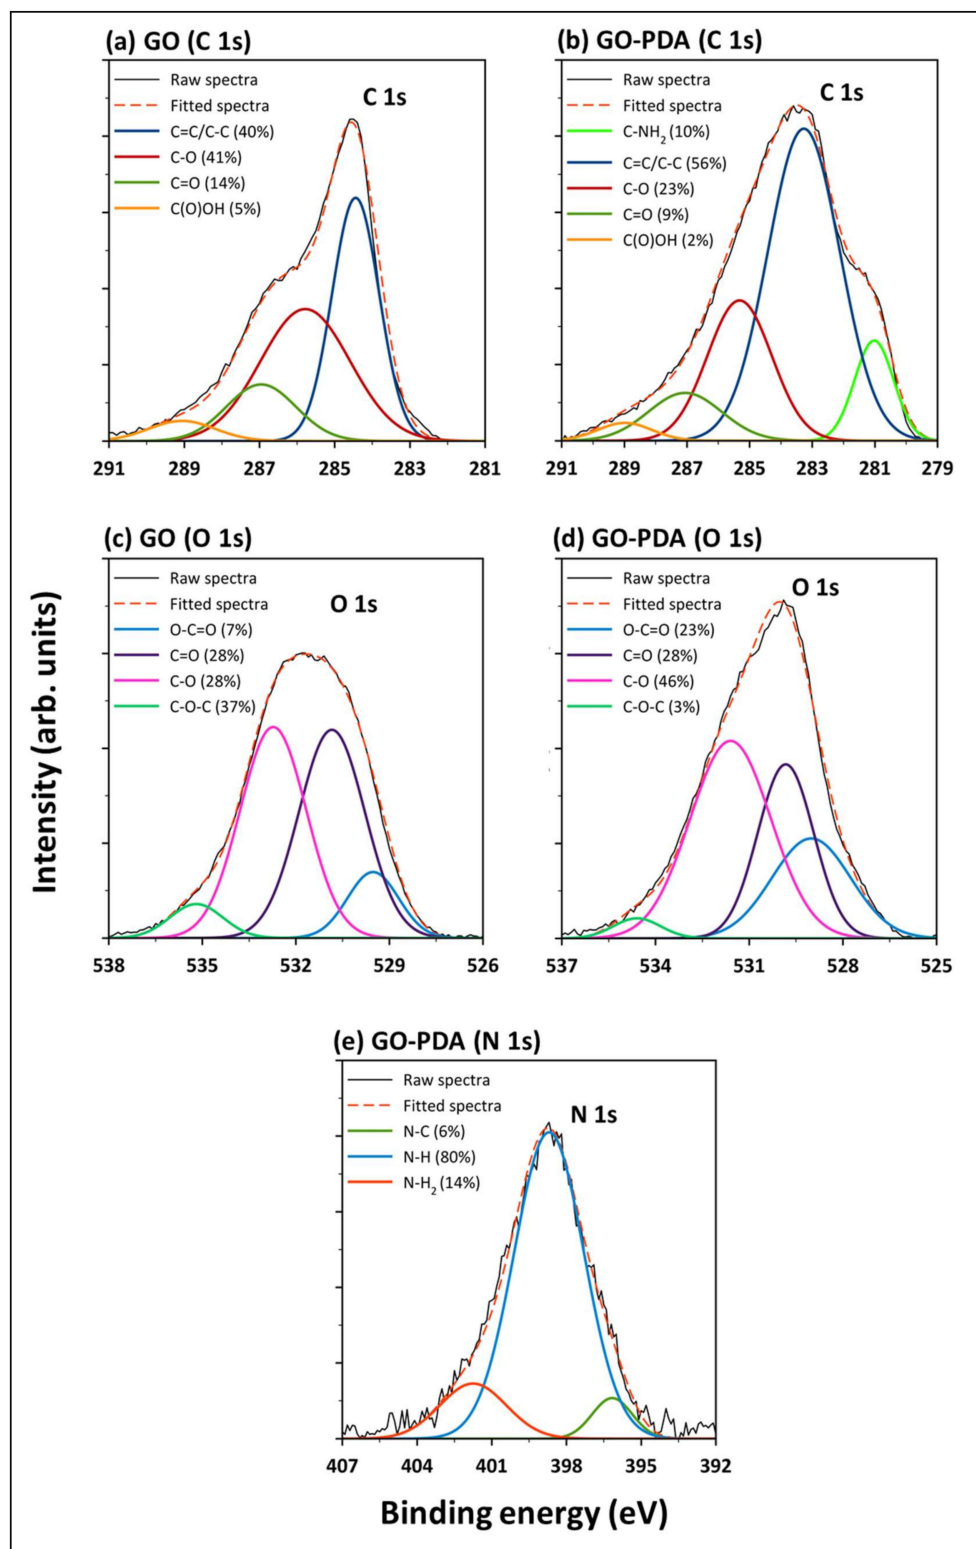 (a) GO (C 1s)
Raw spectra
Fitted spectra
C=C/C-C (40%)
C-O (41%)
C=O (14%)
C(O)OH (5%)
C 1s
291 289 287 285 283 281
(b) GO-PDA (C 1s)
Raw spectra
Fitted spectra
C-NH₂ (10%)
C=C/C-C (56%)
C-O (23%)
C=O (9%)
C(O)OH (2%)
C 1s
291 289 287 285 283 281 279
(c) GO (O 1s)
Raw spectra
Fitted spectra
O-C=O (7%)
C=O (28%)
C-O (28%)
C-O-C (37%)
O 1s
538 535 532 529 526
(d) GO-PDA (O 1s)
Raw spectra
Fitted spectra
O-C=O (23%)
C=O (28%)
C-O (46%)
C-O-C (3%)
O 1s
537 534 531 528 525
(e) GO-PDA (N 1s)
Raw spectra
Fitted spectra
N-C (6%)
N-H (80%)
N-H₂ (14%)
N 1s
407 404 401 398 395 392
Intensity (arb. units)
Binding energy (eV)